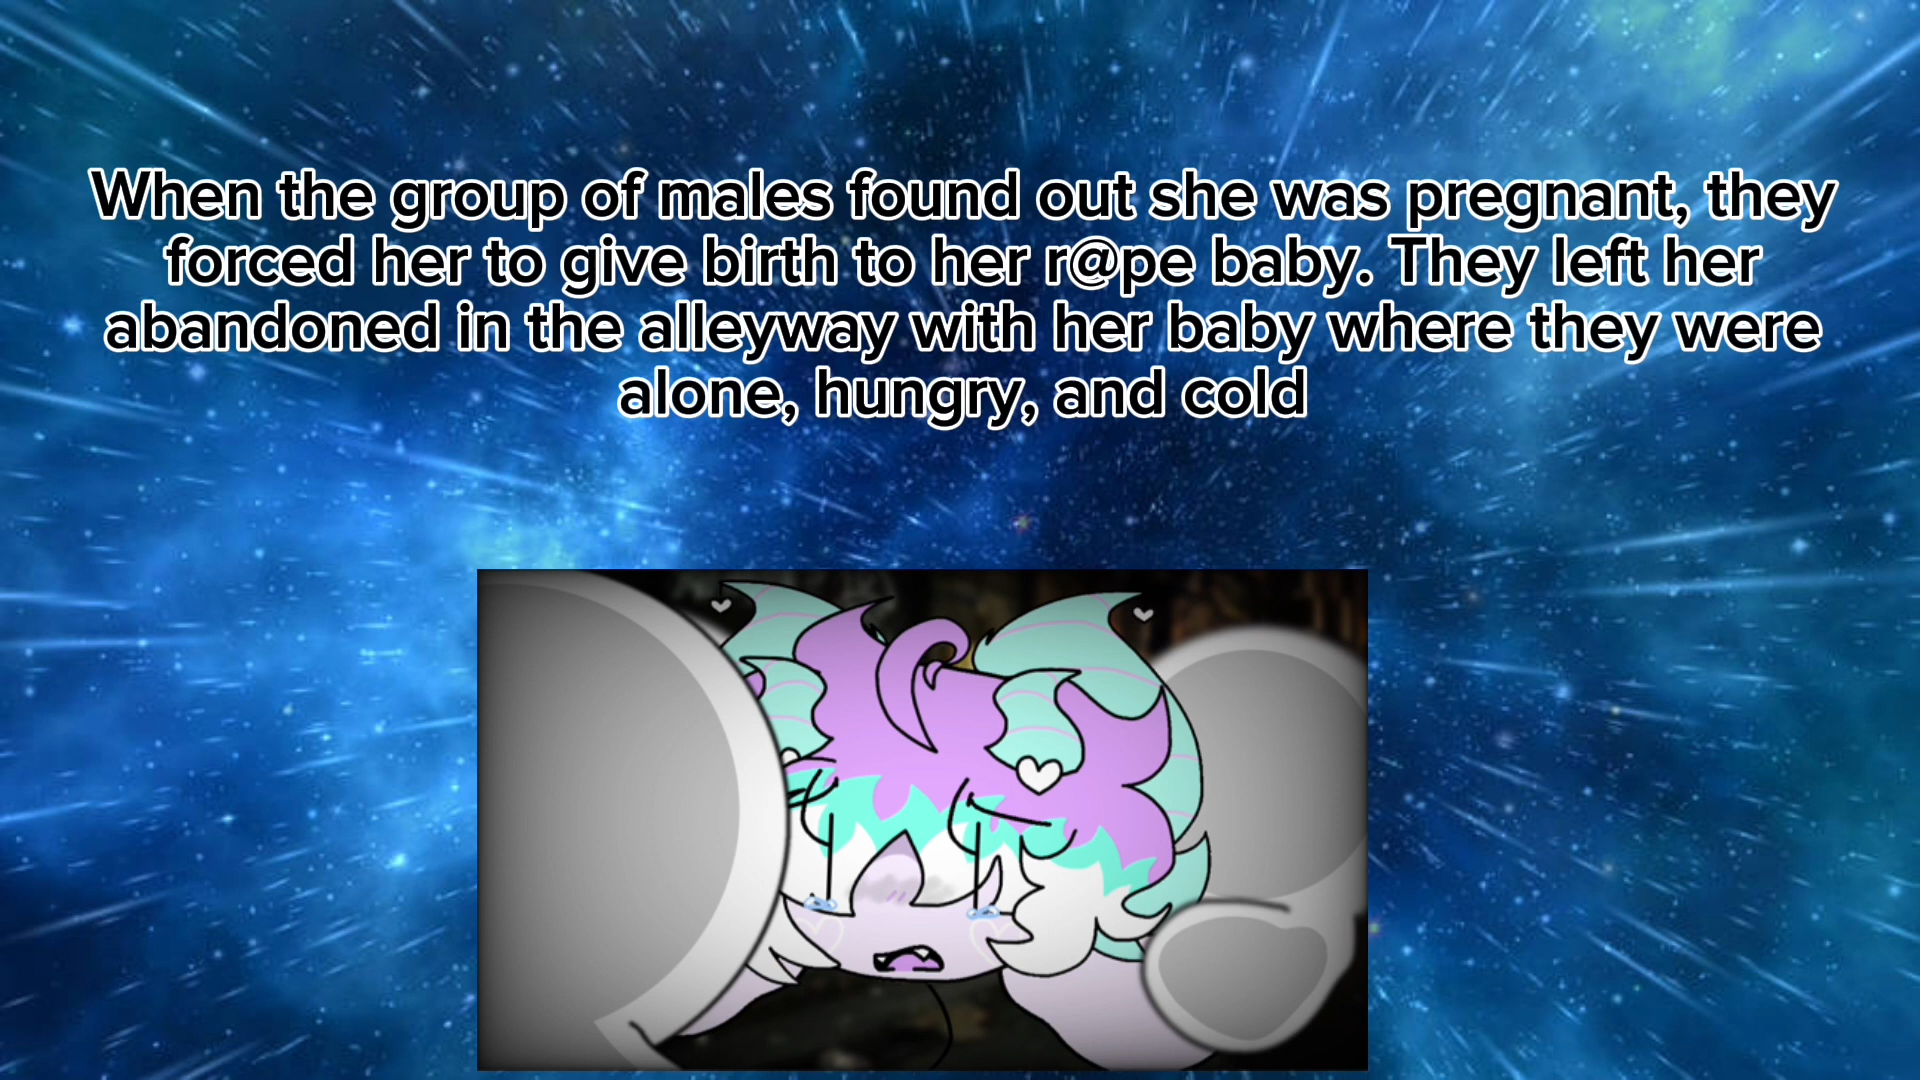 When the group of males found out she was pregnant, they
forced her to give birth to her r@pe baby. They left her
abandoned in the alleyway with her baby where they were
alone, hungry, and cold